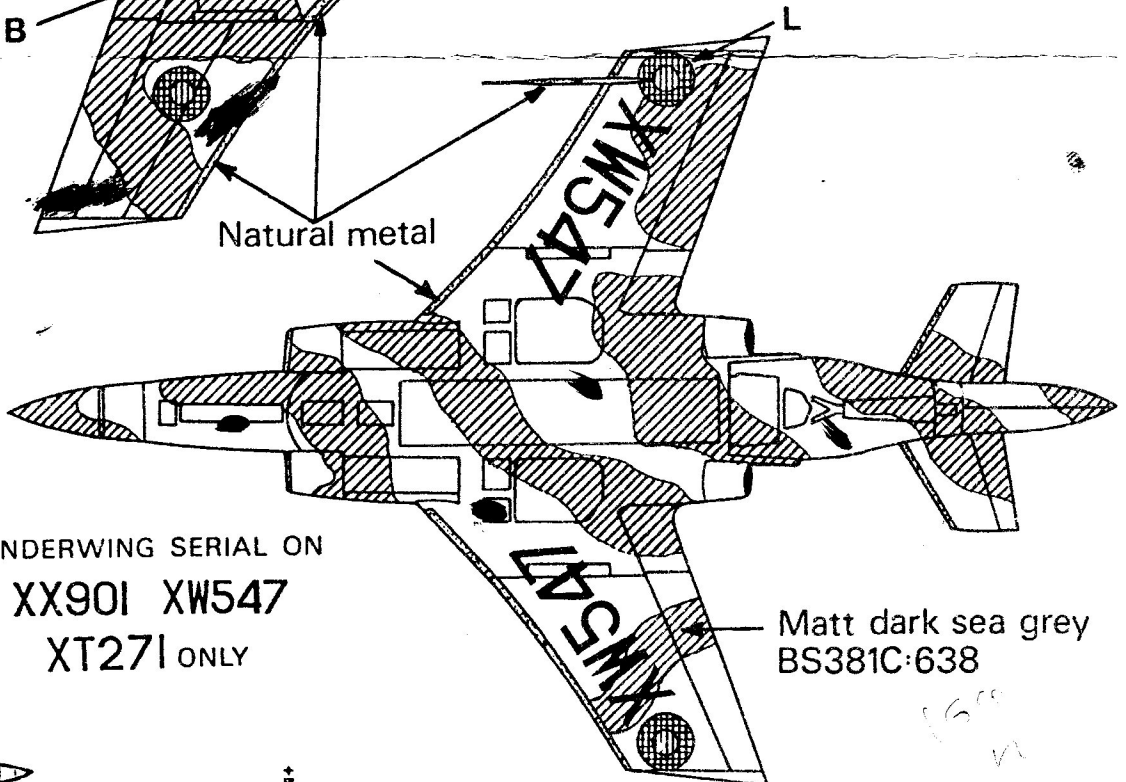 B
L
Natural metal
XW547
XW547
NDERWING SERIAL ON
XX901 XW547
XT271 ONLY
Matt dark sea grey
BS381C:638